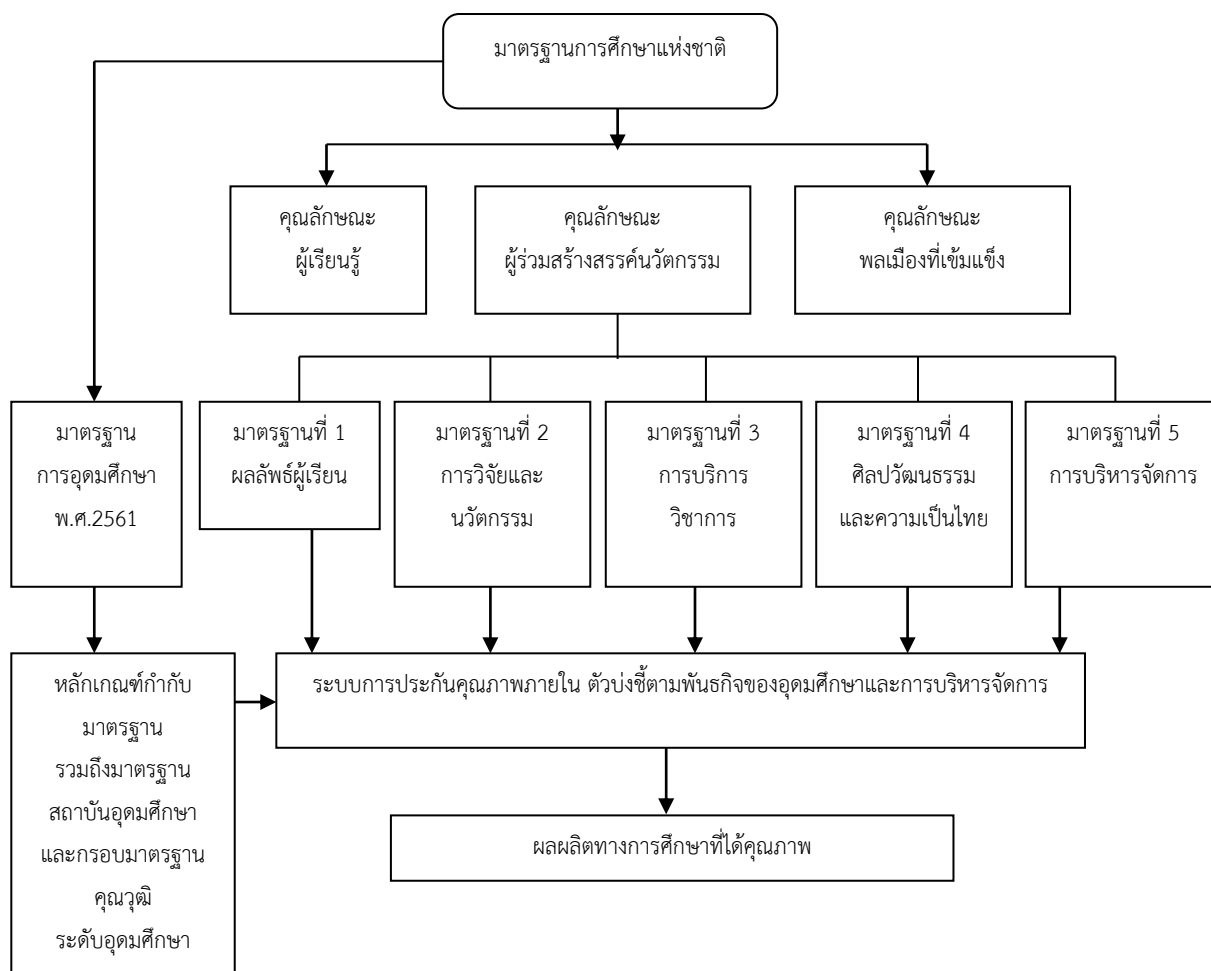 มาตรฐานการศึกษาแห่งชาติ
คุณลักษณะ
ผู้เรียนรู้
คุณลักษณะ
ผู้ร่วมสร้างสรรค์นวัตกรรม
คุณลักษณะ
พลเมืองที่เข้มแข็ง
มาตรฐาน
การอุดมศึกษา
พ.ศ.2561
มาตรฐานที่ 1
ผลลัพธ์ผู้เรียน
มาตรฐานที่ 2
การวิจัยและ
นวัตกรรม
มาตรฐานที่ 3
การบริการ
วิชาการ
มาตรฐานที่ 4
ศิลปวัฒนธรรม
และความเป็นไทย
มาตรฐานที่ 5
การบริหารจัดการ
หลักเกณฑ์กำกับ
มาตรฐาน
รวมถึงมาตรฐาน
สถาบันอุดมศึกษา
และกรอบมาตรฐาน
คุณวุฒิ
ระดับอุดมศึกษา
ระบบการประกันคุณภาพภายใน ตัวบ่งชี้ตามพันธกิจของอุดมศึกษาและการบริหารจัดการ
ผลผลิตทางการศึกษาที่ได้คุณภาพ